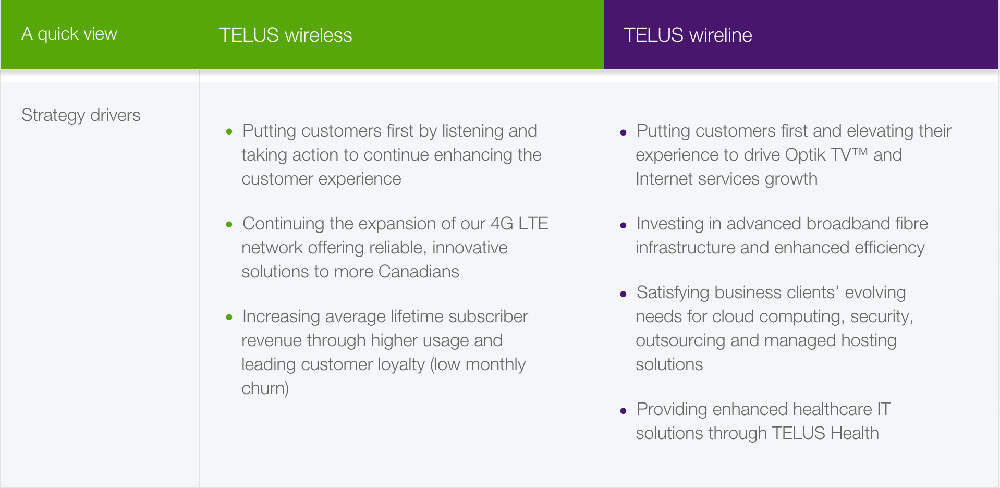 A quick view
TELUS wireless
TELUS wireline
Strategy drivers
• Putting customers first by listening and
taking action to continue enhancing the
customer experience
• Continuing the expansion of our 4G LTE
network offering reliable, innovative
solutions to more Canadians
• Increasing average lifetime subscriber
revenue through higher usage and
leading customer loyalty (low monthly
churn)
• Putting customers first and elevating their
experience to drive Optik TV™ and
Internet services growth
• Investing in advanced broadband fibre
infrastructure and enhanced efficiency
• Satisfying business clients’ evolving
needs for cloud computing, security,
outsourcing and managed hosting
solutions
• Providing enhanced healthcare IT
solutions through TELUS Health